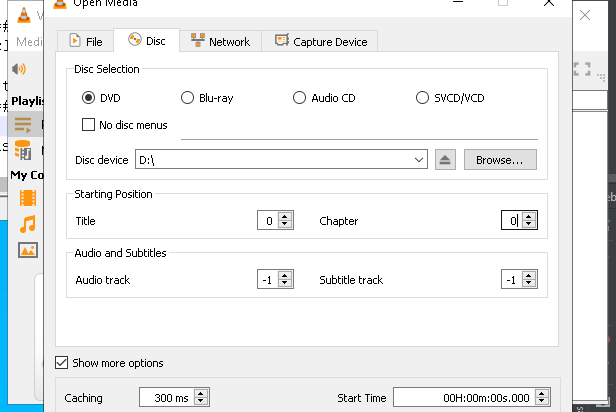 Open Media
Medi
File
Disc
Network
Capture Device
Disc Selection
DVD
Blu-ray
Audio CD
SVCD/VCD
Playlis
No disc menus
Disc device
D:\
Browse...
My Co
Starting Position
Title
0
Chapter
0
Audio and Subtitles
Audio track
-1
Subtitle track
-1
Show more options
Caching
300 ms
Start Time
00H:00m:00s.000